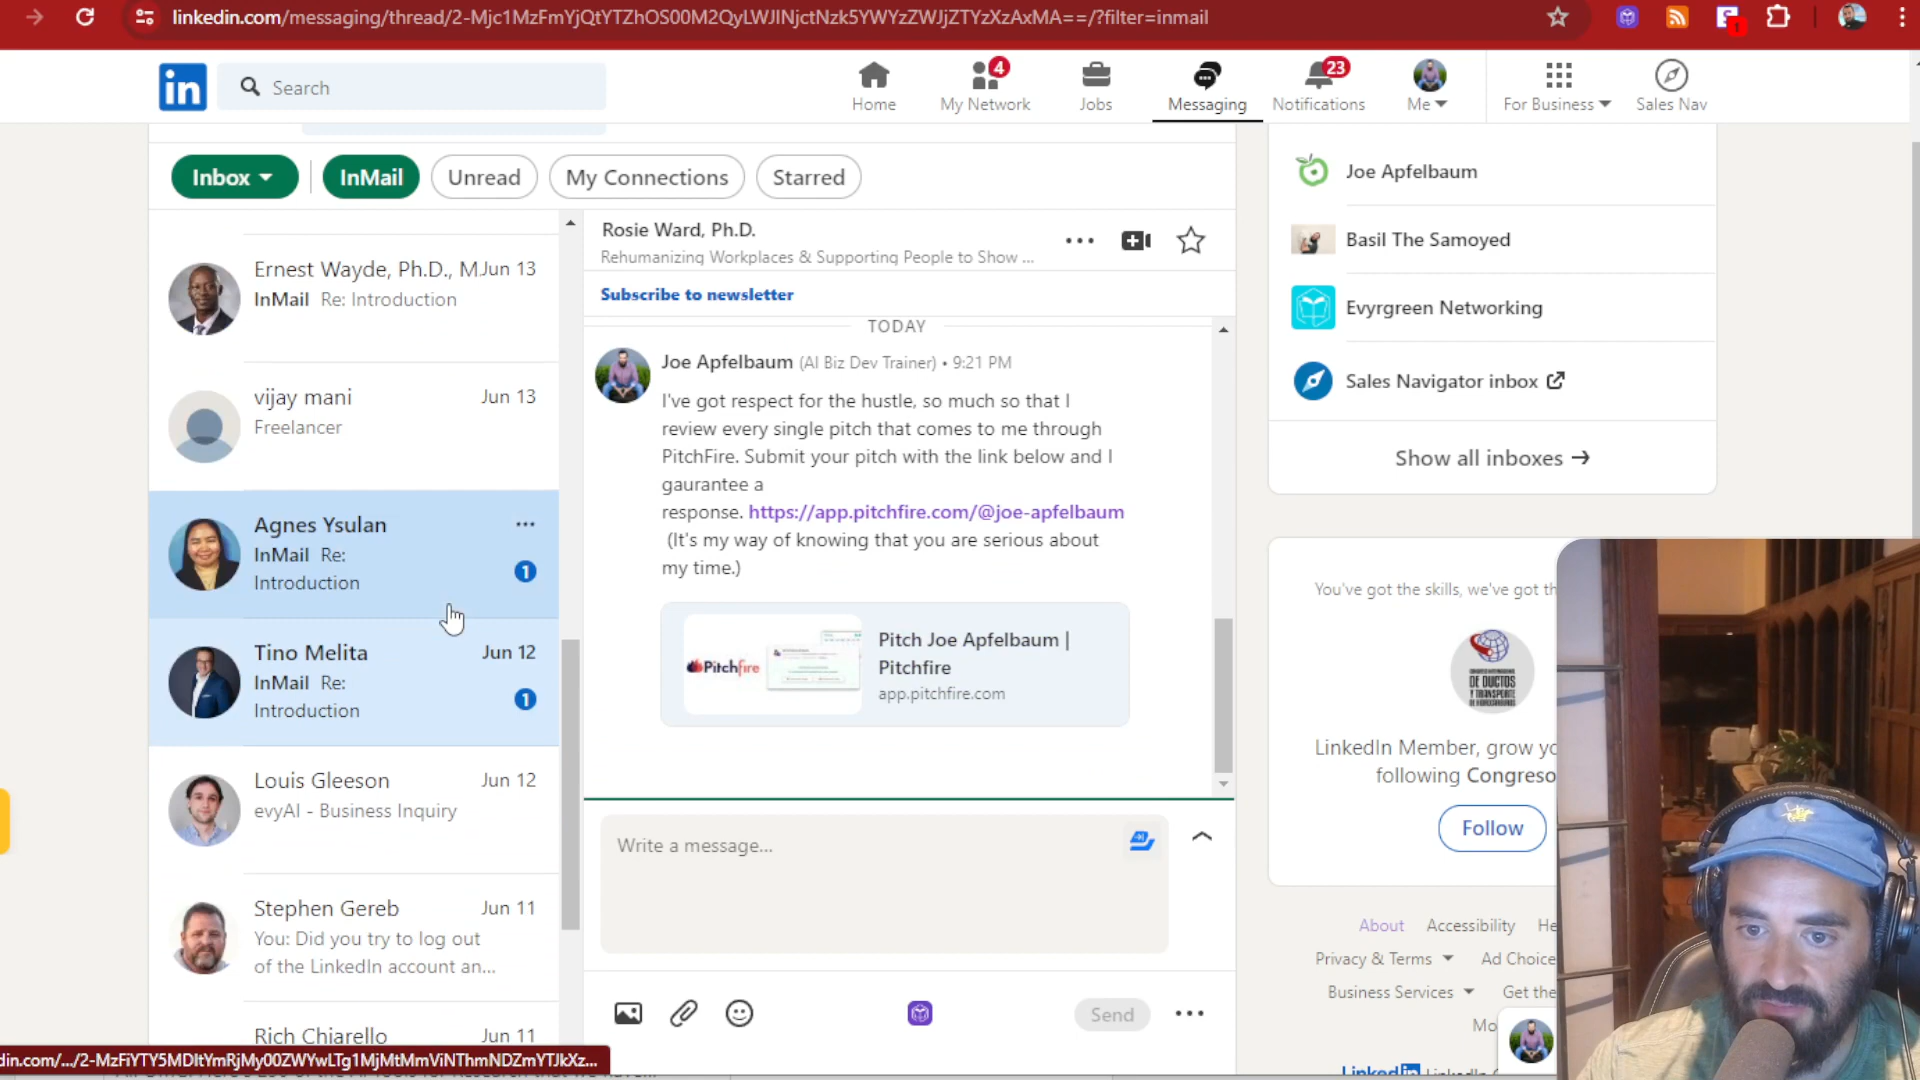 linkedin.com/messaging/thread/2-Mjc1MzFmYjQtYTZhOS00M2QyLWJlNjctNzk5YWYzZWJjZTYzXzAxMA==/?filter=inmail
1
in
Search
4
23
Home
My Network
Jobs
Messaging
Notifications
Me
For Business
Sales Nav
Inbox
InMail
Unread
My Connections
Starred
Ernest Wayde, Ph.D., M
Jun 13
InMail Re: Introduction
vijay mani
Jun 13
Freelancer
Agnes Ysulan
InMail Re:
Introduction
1
Tino Melita
Jun 12
InMail Re:
Introduction
1
Louis Gleeson
Jun 12
evyAI - Business Inquiry
Stephen Gereb
Jun 11
You: Did you try to log out
of the LinkedIn account an...
Rich Chiarello
Jun 11
Rosie Ward, Ph.D.
Rehumanizing Workplaces & Supporting People to Show ...
Subscribe to newsletter
TODAY
Joe Apfelbaum (AI Biz Dev Trainer) • 9:21 PM
I've got respect for the hustle, so much so that I
review every single pitch that comes to me through
PitchFire. Submit your pitch with the link below and I
gaurantee a
response. https://app.pitchfire.com/@joe-apfelbaum
(It's my way of knowing that you are serious about
my time.)
Pitchfire
Pitch Joe Apfelbaum |
Pitchfire
app.pitchfire.com
Write a message...
Send
Joe Apfelbaum
Basil The Samoyed
Evyrgreen Networking
Sales Navigator inbox
Show all inboxes →
You've got the skills, we've got th
DE DUCTOS
Y TRANSPORTE
LinkedIn Member, grow yo
following Congreso
Follow
About
Accessibility
He
Privacy & Terms
Ad Choice
Business Services
Get the
Mo
LinkedIn